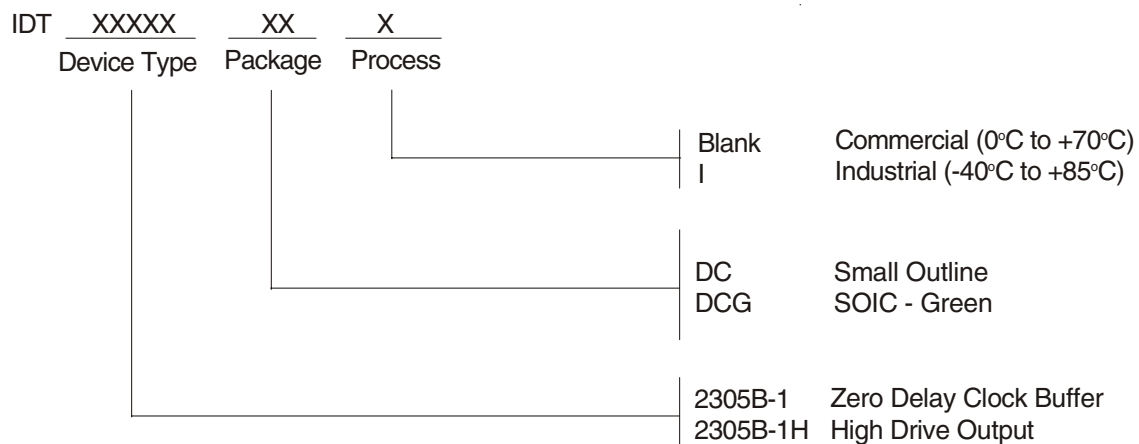 IDT XXXXX XX X
Device Type Package Process
Blank Commercial (0°C to +70°C)
I Industrial (-40°C to +85°C)
DC Small Outline
DCG SOIC - Green
2305B-1 Zero Delay Clock Buffer
2305B-1H High Drive Output